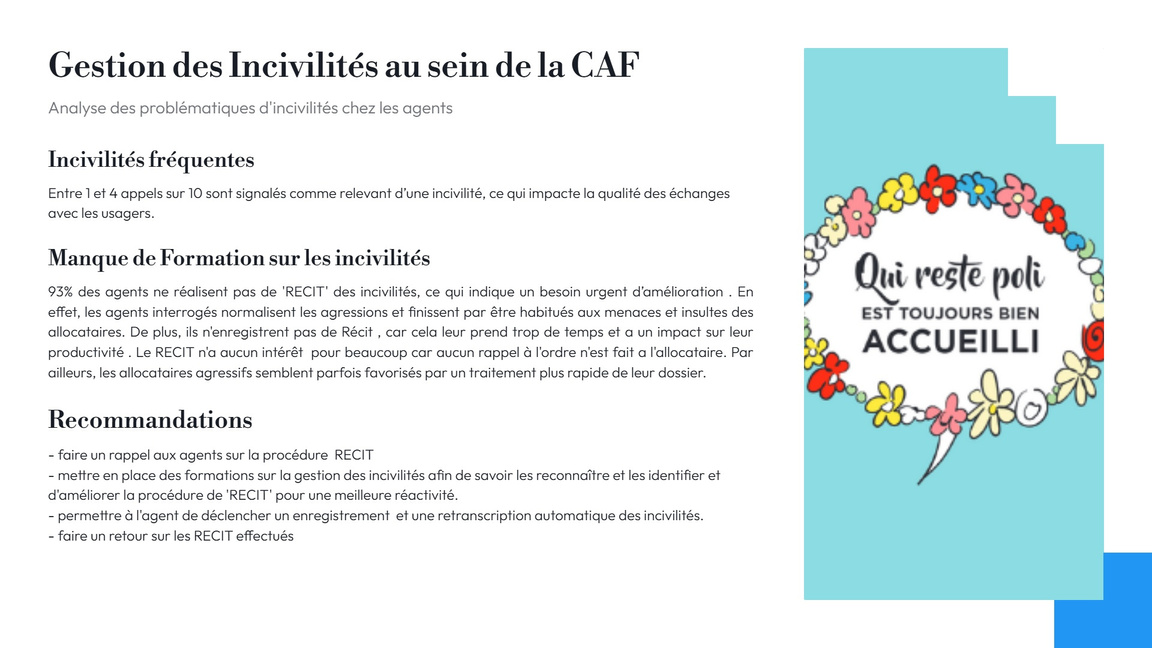 Gestion des Incivilités au sein de la CAF
Analyse des problématiques d'incivilités chez les agents
Incivilités fréquentes
Entre 1 et 4 appels sur 10 sont signalés comme relevant d’une incivilité, ce qui impacte la qualité des échanges
avec les usagers.
Manque de Formation sur les incivilités
93% des agents ne réalisent pas de 'RECIT' des incivilités, ce qui indique un besoin urgent d’amélioration . En
effet, les agents interrogés normalisent les agressions et finissent par être habitués aux menaces et insultes des
allocataires. De plus, ils n'enregistrent pas de Récit , car cela leur prend trop de temps et a un impact sur leur
productivité . Le RECIT n'a aucun intérêt  pour beaucoup car aucun rappel à l'ordre n'est fait a l'allocataire. Par
ailleurs, les allocataires agressifs semblent parfois favorisés par un traitement plus rapide de leur dossier.
Recommandations
- faire un rappel aux agents sur la procédure  RECIT
- mettre en place des formations sur la gestion des incivilités afin de savoir les reconnaître et les identifier et
d'améliorer la procédure de 'RECIT' pour une meilleure réactivité.
- permettre à l'agent de déclencher un enregistrement  et une retranscription automatique des incivilités.
- faire un retour sur les RECIT effectués
Qui reste poli
EST TOUJOURS BIEN
ACCUEILLI